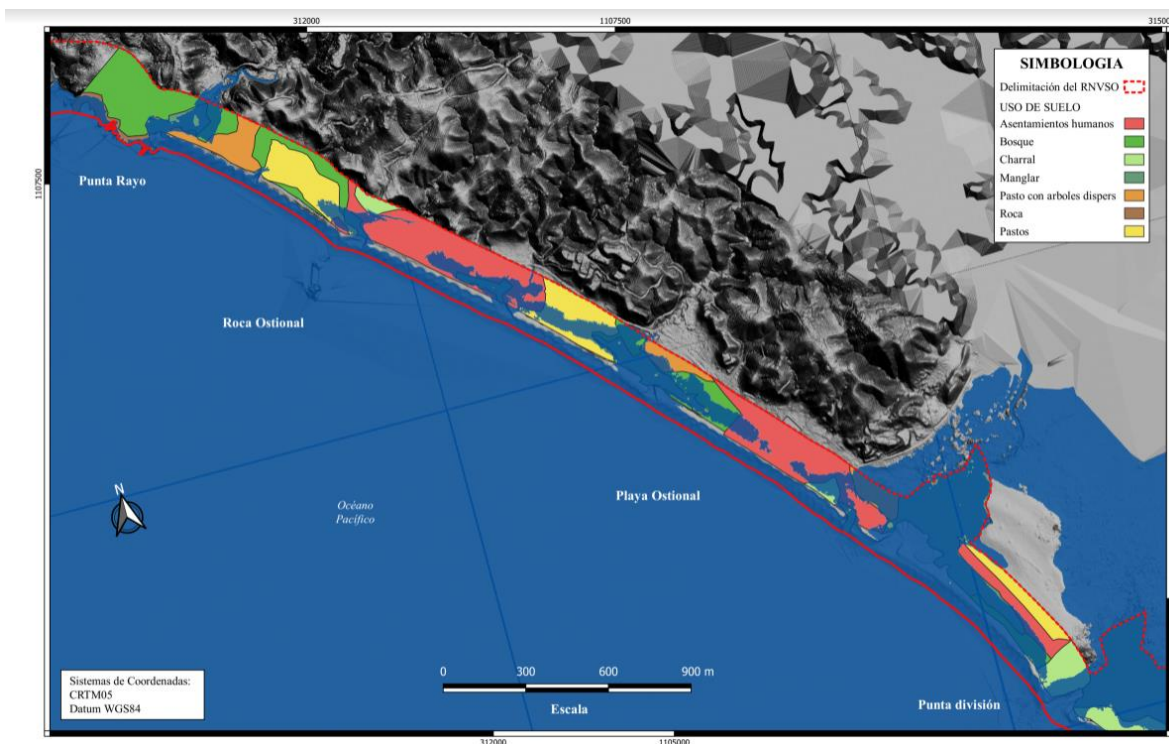 312000
1107500
31500
SIMBOLOGIA
Delimitación del RNVSO
USO DE SUELO
Asentamientos humanos
Bosque
Charral
Manglar
Pasto con arboles dispers
Roca
Pastos
1107500
Punta Rayo
Roca Ostional
Playa Ostional
N
Océano
Pacífico
0 300 600 900 m
Escala
Sistemas de Coordenadas:
CRTM05
Datum WGS84
Punta división
312000
1105000